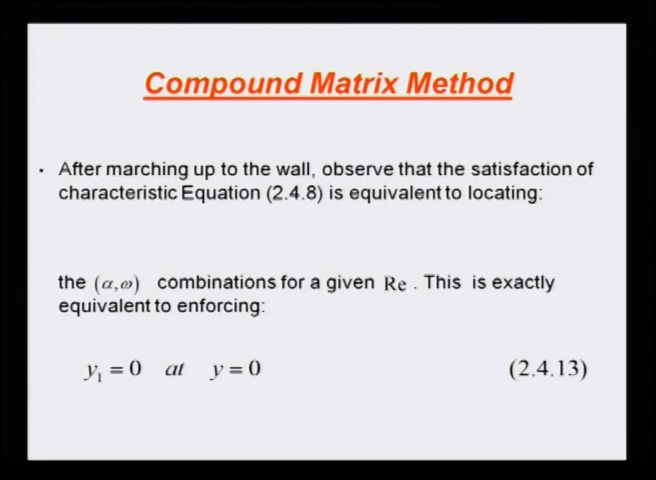 Compound Matrix Method
• After marching up to the wall, observe that the satisfaction of
characteristic Equation (2.4.8) is equivalent to locating:
the (α,ω) combinations for a given Re . This is exactly
equivalent to enforcing:
y₁ = 0 at y = 0 (2.4.13)